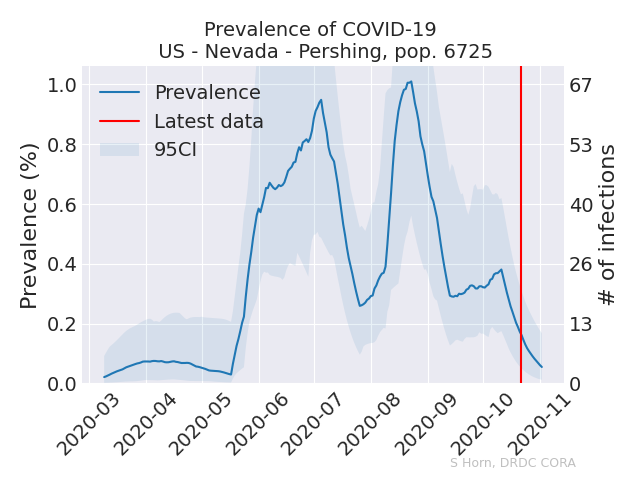 Prevalence of COVID-19
US - Nevada - Pershing, pop. 6725
Prevalence
Latest data
95CI
Prevalence (%)
1.0
0.8
0.6
0.4
0.2
0.0
67
53
40
26
13
0
# of infections
2020-03
2020-04
2020-05
2020-06
2020-07
2020-08
2020-09
2020-10
2020-11
S Horn, DRDC CORA